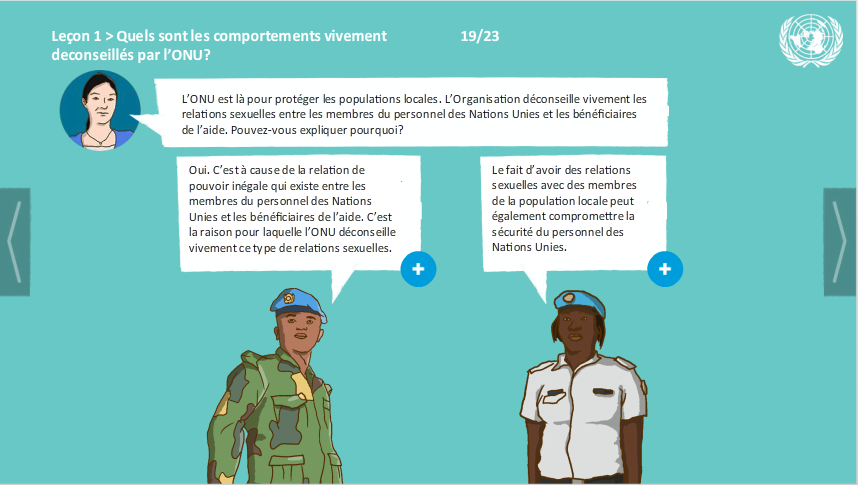 Leçon 1 > Quels sont les comportements vivement
deconseillés par l’ONU?
19/23
L’ONU est là pour protéger les populations locales. L’Organisation déconseille vivement les
relations sexuelles entre les membres du personnel des Nations Unies et les bénéficiaires
de l’aide. Pouvez-vous expliquer pourquoi?
Oui. C’est à cause de la relation de
pouvoir inégale qui existe entre les
membres du personnel des Nations
Unies et les bénéficiaires de l’aide. C’est
la raison pour laquelle l’ONU déconseille
vivement ce type de relations sexuelles.
Le fait d’avoir des relations
sexuelles avec des membres
de la population locale peut
également compromettre la
sécurité du personnel des
Nations Unies.